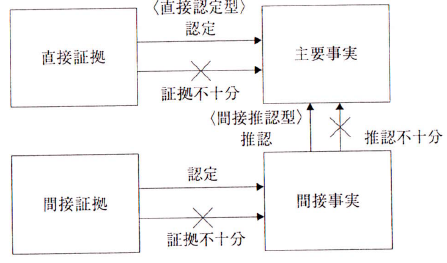 〈直接認定型〉
認定
直接証拠
主要事実
証拠不十分
〈間接推認型〉
推認
推認不十分
認定
間接証拠
間接事実
証拠不十分